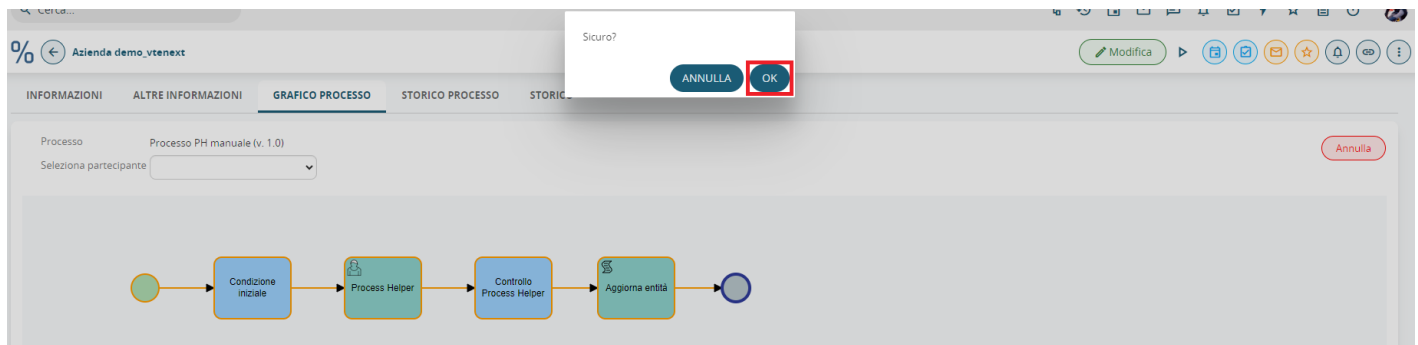 Cerca...
Sicuro?
ANNULLA
OK
Azienda demo_vtenext
Modifica
INFORMAZIONI
ALTRE INFORMAZIONI
GRAFICO PROCESSO
STORICO PROCESSO
STORICO
Processo
Processo PH manuale (v. 1.0)
Annulla
Seleziona partecipante
Condizione
iniziale
Process Helper
Controllo
Process Helper
Aggiorna entità